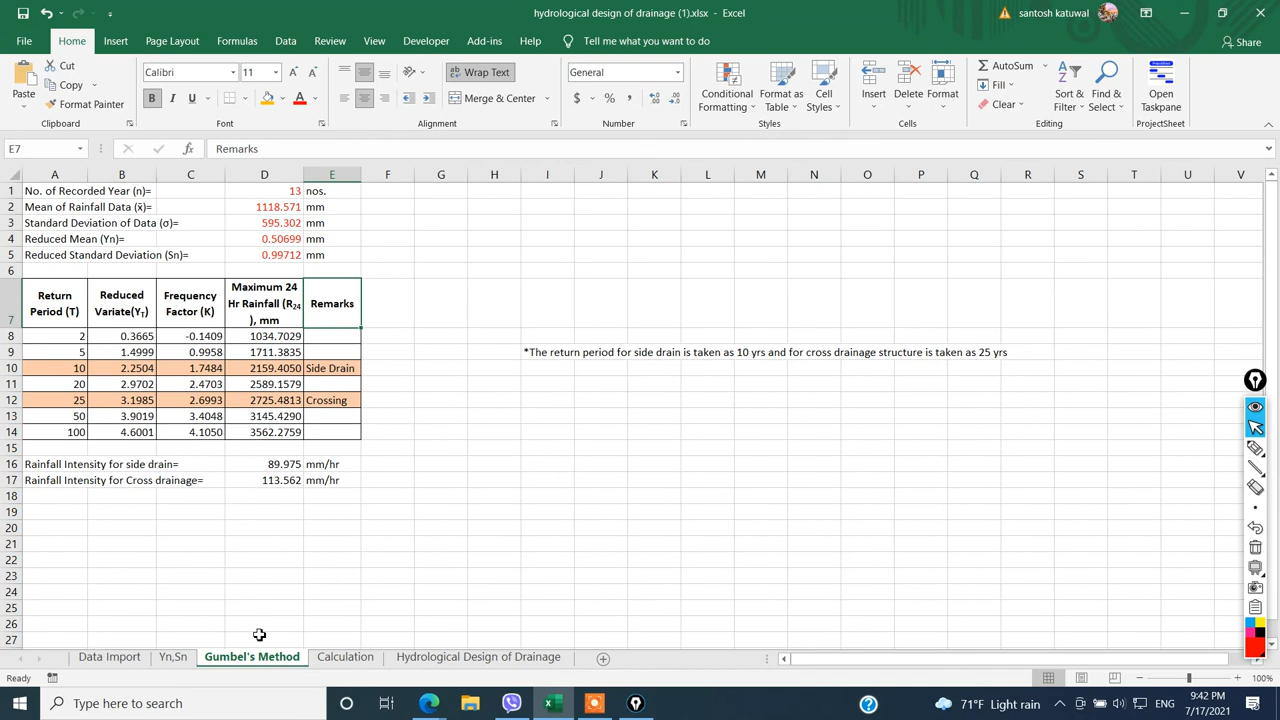 hydrological design of drainage (1).xlsx - Excel
santosh katuwal
File Home Insert Page Layout Formulas Data Review View Developer Add-ins Help Tell me what you want to do Share
Paste Cut Copy Format Painter Clipboard
Calibri 11 B I U A Font
Wrap Text Merge & Center Alignment
General $ % , Number
Conditional Formatting Format as Table Cell Styles Styles
Insert Delete Format Cells
AutoSum Fill Clear Sort & Filter Find & Select Editing
Open Taskpane ProjectSheet
E7 fx Remarks
A B C D E F G H I J K L M N O P Q R S T U V
1 No. of Recorded Year (n)= 13 nos.
2 Mean of Rainfall Data (x̄)= 1118.571 mm
3 Standard Deviation of Data (σ)= 595.302 mm
4 Reduced Mean (Yn)= 0.50699 mm
5 Reduced Standard Deviation (Sn)= 0.99712 mm
6
7 Return Period (T) Reduced Variate(YT) Frequency Factor (K) Maximum 24 Hr Rainfall (R24 ), mm Remarks
8 2 0.3665 -0.1409 1034.7029
9 5 1.4999 0.9958 1711.3835 *The return period for side drain is taken as 10 yrs and for cross drainage structure is taken as 25 yrs
10 10 2.2504 1.7484 2159.4050 Side Drain
11 20 2.9702 2.4703 2589.1579
12 25 3.1985 2.6993 2725.4813 Crossing
13 50 3.9019 3.4048 3145.4290
14 100 4.6001 4.1050 3562.2759
15
16 Rainfall Intensity for side drain= 89.975 mm/hr
17 Rainfall Intensity for Cross drainage= 113.562 mm/hr
18
19
20
21
22
23
24
25
26
27
Data Import Yn,Sn Gumbel's Method Calculation Hydrological Design of Drainage
Ready 100%
Type here to search 71°F Light rain ENG 9:42 PM
7/17/2021